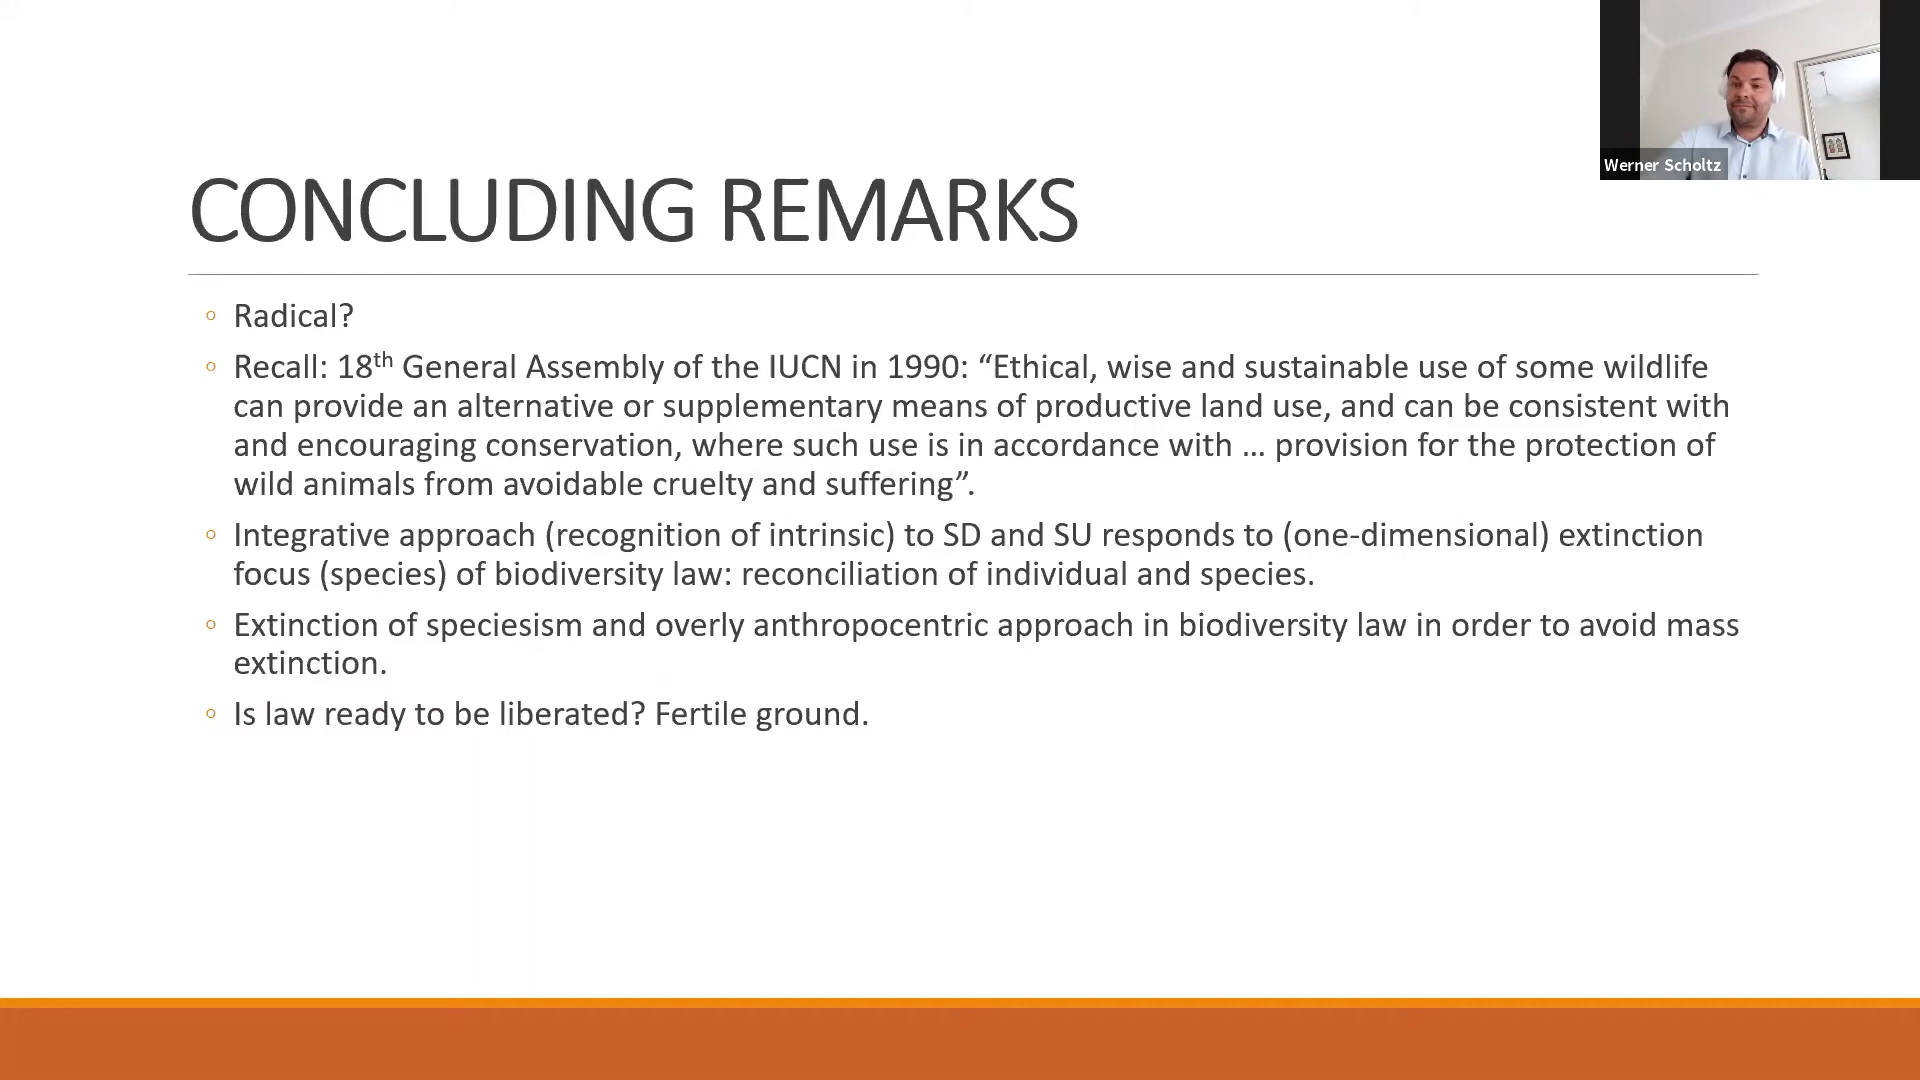 Werner Scholtz
CONCLUDING REMARKS
◦ Radical?
◦ Recall: 18th General Assembly of the IUCN in 1990: “Ethical, wise and sustainable use of some wildlife
can provide an alternative or supplementary means of productive land use, and can be consistent with
and encouraging conservation, where such use is in accordance with … provision for the protection of
wild animals from avoidable cruelty and suffering”.
◦ Integrative approach (recognition of intrinsic) to SD and SU responds to (one-dimensional) extinction
focus (species) of biodiversity law: reconciliation of individual and species.
◦ Extinction of speciesism and overly anthropocentric approach in biodiversity law in order to avoid mass
extinction.
◦ Is law ready to be liberated? Fertile ground.